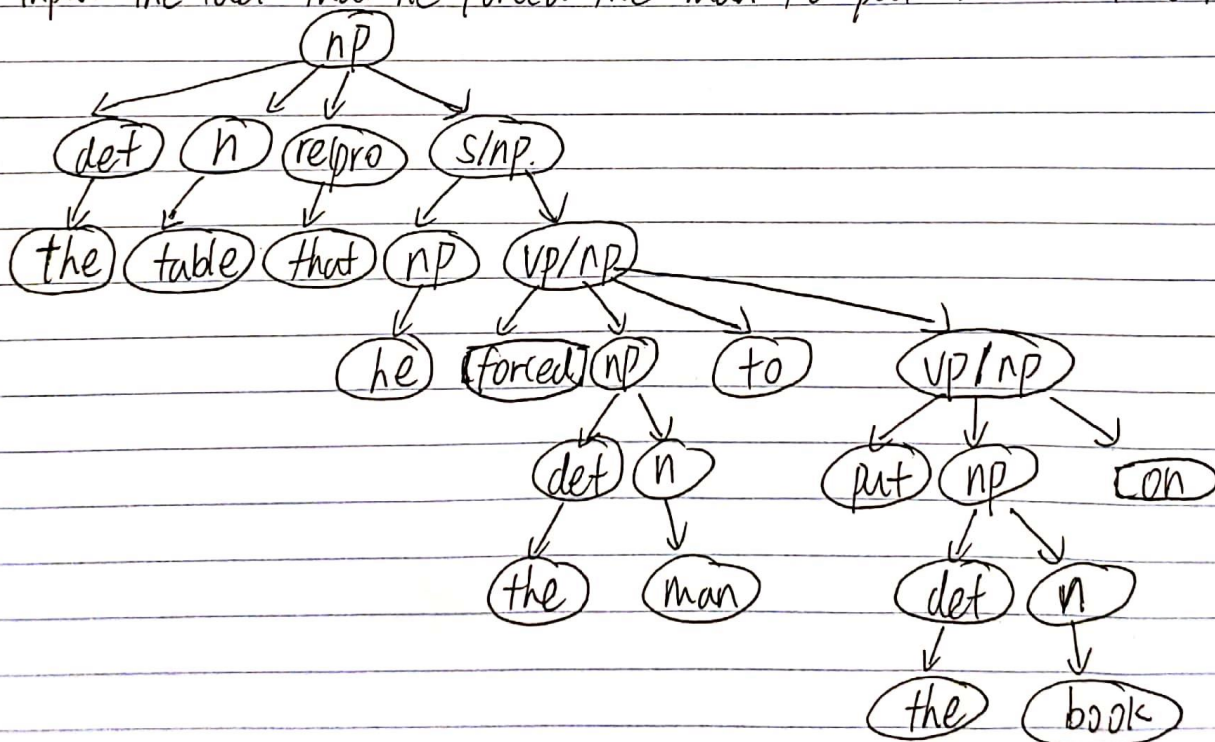 np
det n relpro s/np.
the table that np vp/np
he forced np to vp/np
det n put np on
the man det n
the book